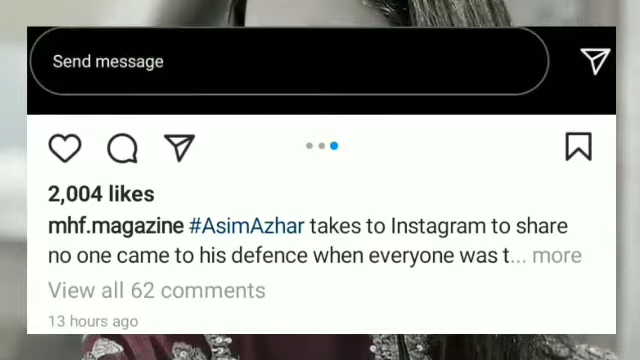 Send message
2,004 likes
mhf.magazine #AsimAzhar takes to Instagram to share
no one came to his defence when everyone was t... more
View all 62 comments
13 hours ago